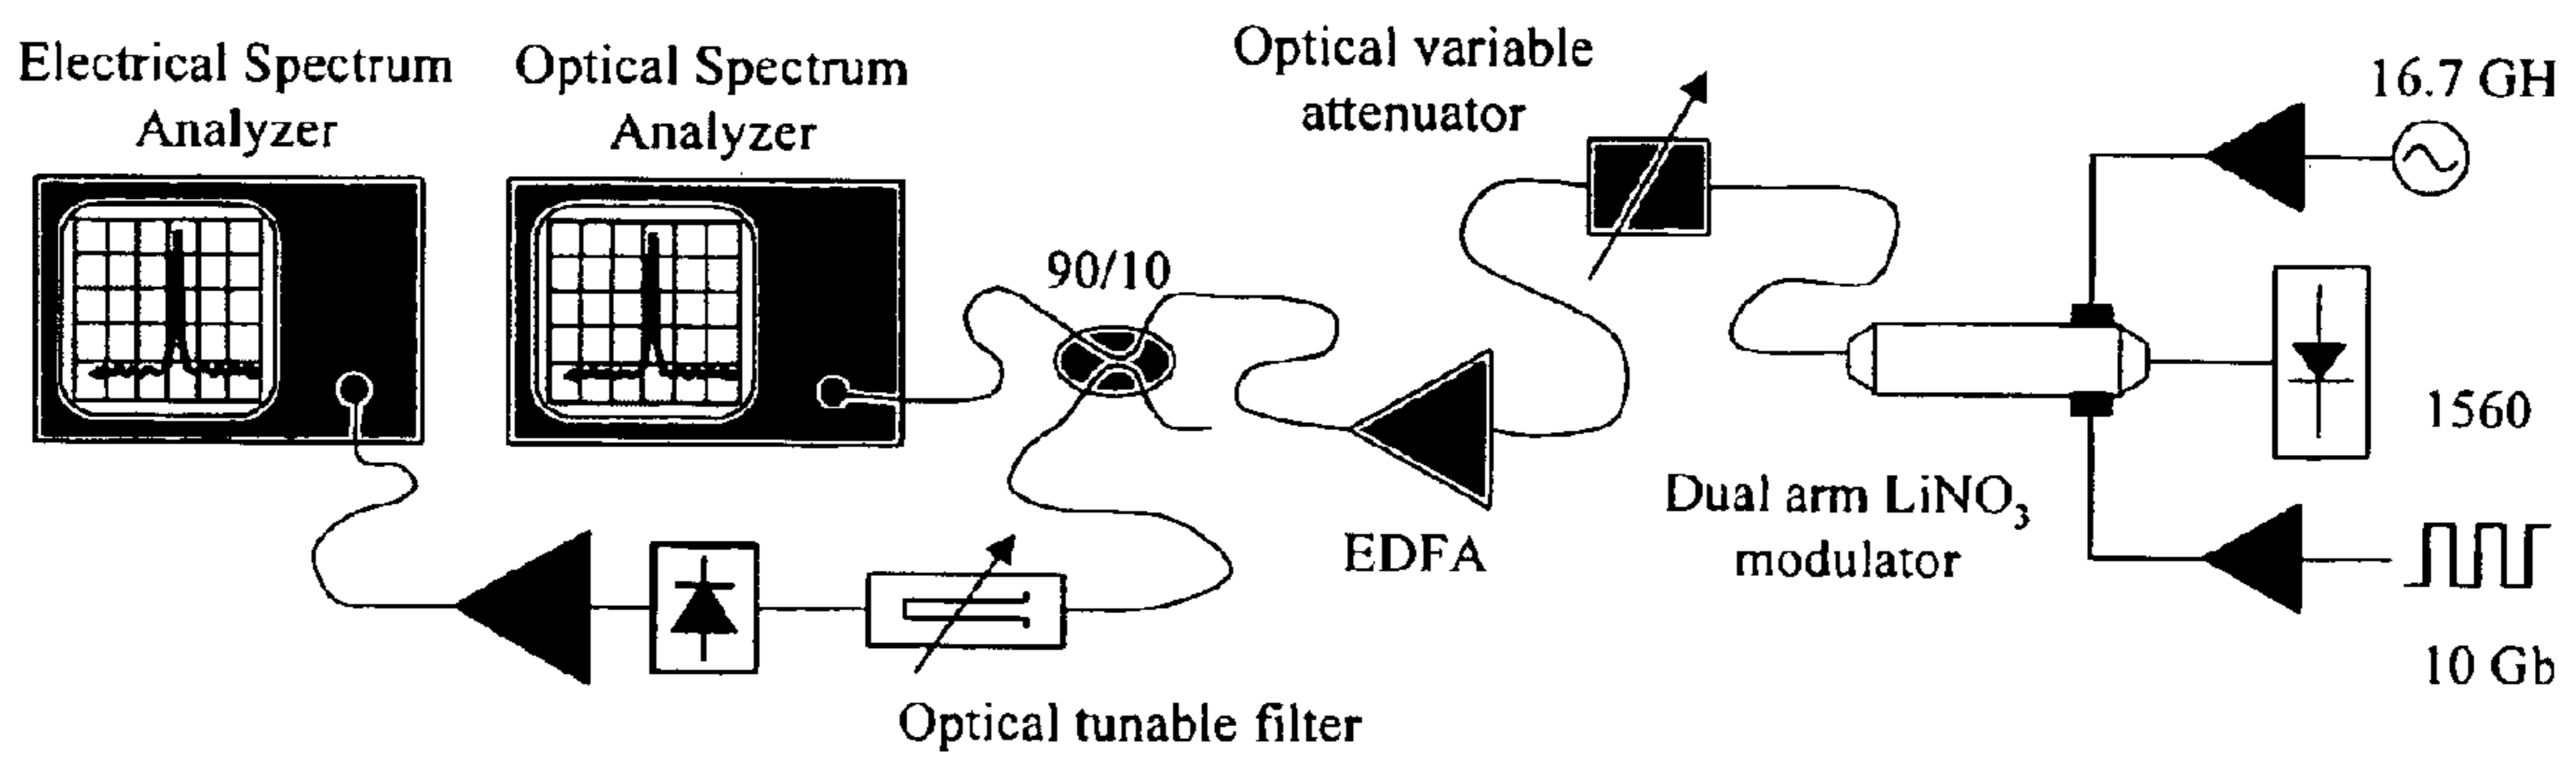 Electrical Spectrum
Analyzer
Optical Spectrum
Analyzer
90/10
Optical variable
attenuator
16.7 GH
1560
EDFA
Dual arm LiNO3
modulator
10 Gb
Optical tunable filter